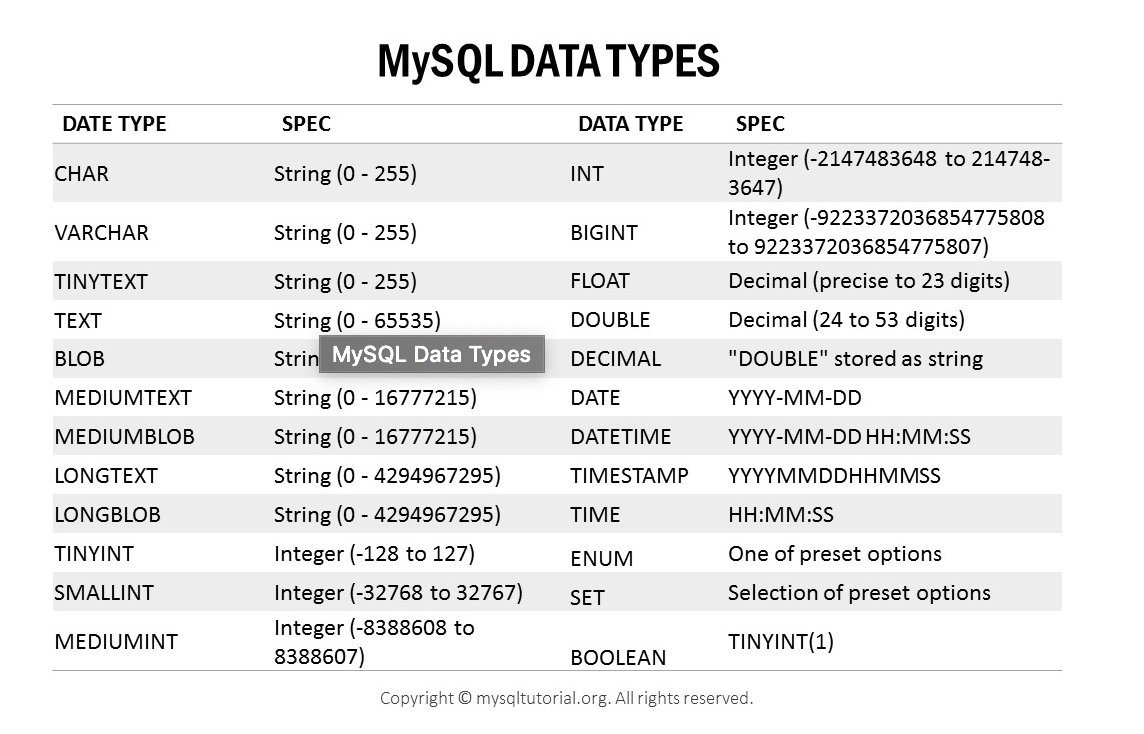 MySQL DATA TYPES
DATE TYPE SPEC DATA TYPE SPEC
CHAR String (0 - 255) INT Integer (-2147483648 to 214748-
3647)
VARCHAR String (0 - 255) BIGINT Integer (-9223372036854775808
to 9223372036854775807)
TINYTEXT String (0 - 255) FLOAT Decimal (precise to 23 digits)
TEXT String (0 - 65535) DOUBLE Decimal (24 to 53 digits)
BLOB Strin MySQL Data Types DECIMAL "DOUBLE" stored as string
MEDIUMTEXT String (0 - 16777215) DATE YYYY-MM-DD
MEDIUMBLOB String (0 - 16777215) DATETIME YYYY-MM-DD HH:MM:SS
LONGTEXT String (0 - 4294967295) TIMESTAMP YYYYMMDDHHMMSS
LONGBLOB String (0 - 4294967295) TIME HH:MM:SS
TINYINT Integer (-128 to 127) ENUM One of preset options
SMALLINT Integer (-32768 to 32767) SET Selection of preset options
MEDIUMINT Integer (-8388608 to
8388607) BOOLEAN TINYINT(1)
Copyright © mysqltutorial.org. All rights reserved.